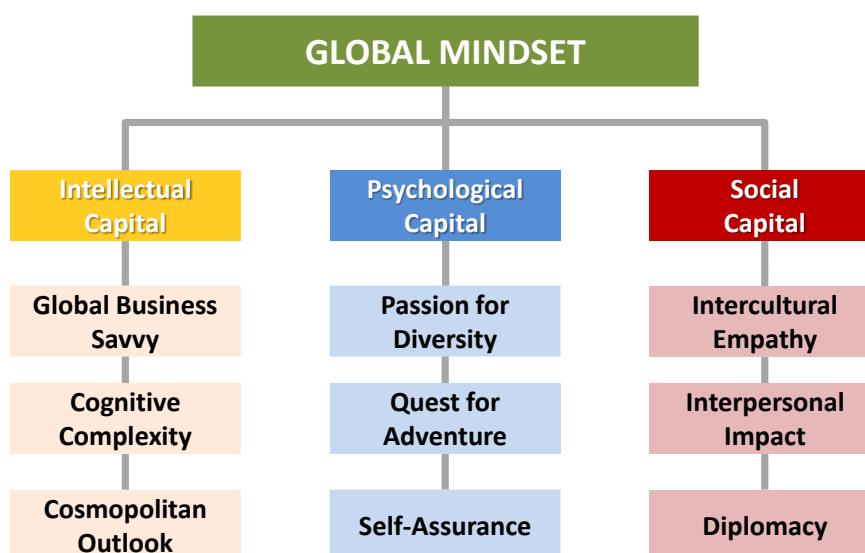 GLOBAL MINDSET
Intellectual
Capital
Global Business
Savvy
Cognitive
Complexity
Cosmopolitan
Outlook
Psychological
Capital
Passion for
Diversity
Quest for
Adventure
Self-Assurance
Social
Capital
Intercultural
Empathy
Interpersonal
Impact
Diplomacy